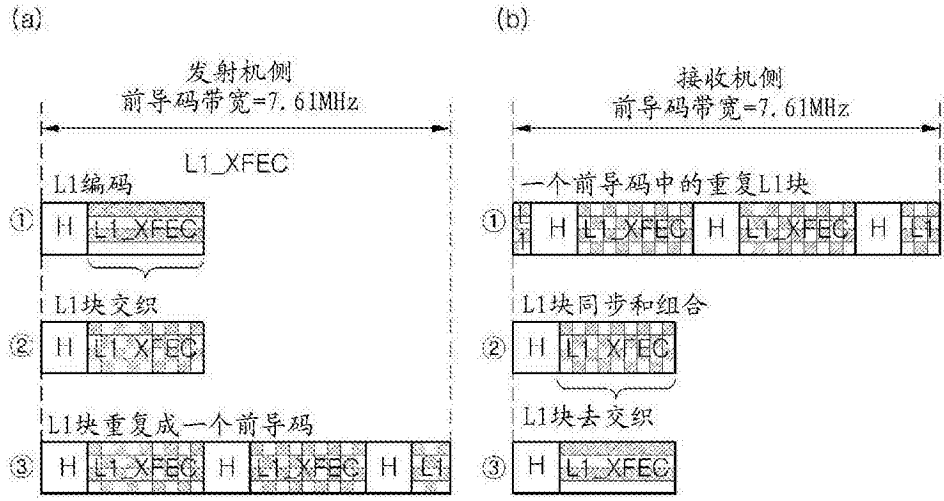 (a)
发射机侧
前导码带宽=7.61MHz
L1_XFEC
L1编码
① H L1_XFEC
L1块交织
② H L1_XFEC
L1块重复成一个前导码
③ H L1_XFEC H L1_XFEC H L1
(b)
接收机侧
前导码带宽=7.61MHz
一个前导码中的重复L1块
① L1 H L1_XFEC H L1_XFEC H L1
L1块同步和组合
② H L1_XFEC
L1块去交织
③ H L1_XFEC